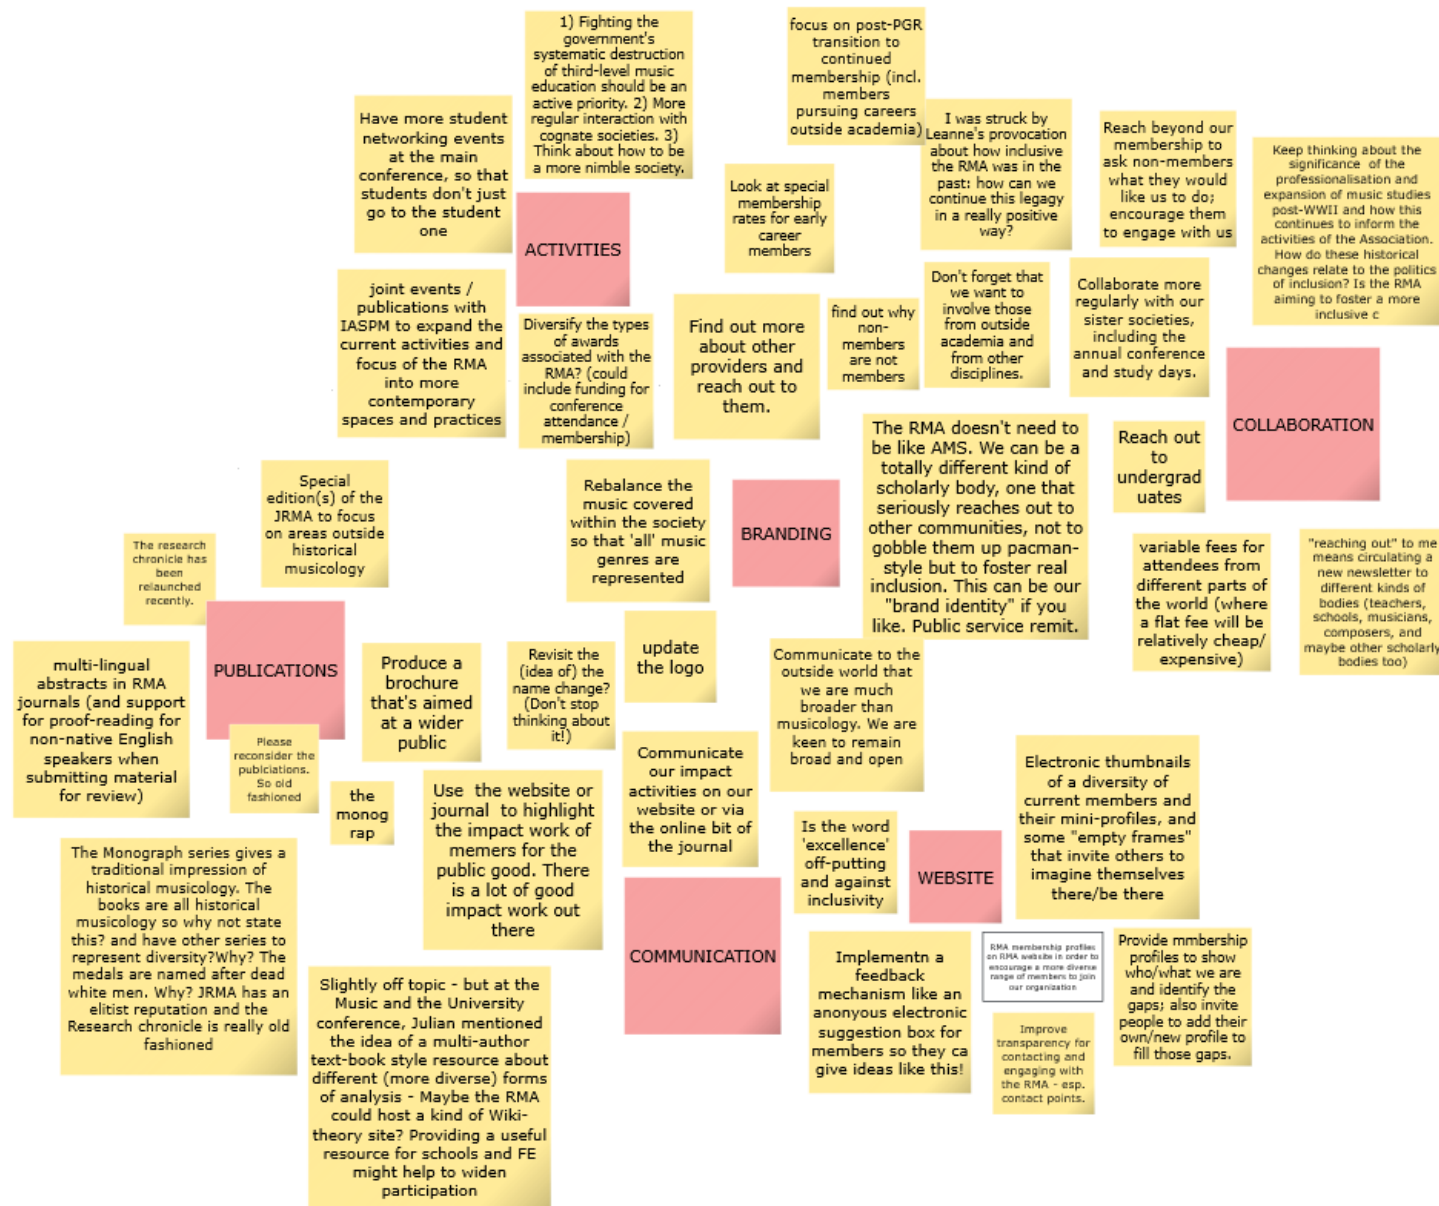 1) Fighting the
government's
systematic destruction
of third-level music
education should be an
active priority. 2) More
regular interaction with
cognate societies. 3)
Think about how to be
a more nimble society.
focus on post-PGR
transition to
continued
membership (incl.
members
pursuing careers
outside academia)
Have more student
networking events
at the main
conference, so that
students don't just
go to the student
one
I was struck by
Leanne's provocation
about how inclusive
the RMA was in the
past: how can we
continue this legagy
in a really positive
way?
Reach beyond our
membership to
ask non-members
what they would
like us to do;
encourage them
to engage with us
Keep thinking about the
significance of the
professionalisation and
expansion of music studies
post-WWII and how this
continues to inform the
activities of the Association.
How do these historical
changes relate to the politics
of inclusion? Is the RMA
aiming to foster a more
inclusive c
Look at special
membership
rates for early
career
members
ACTIVITIES
joint events /
publications with
IASPM to expand the
current activities and
focus of the RMA
into more
contemporary
spaces and practices
Diversify the types
of awards
associated with the
RMA? (could
include funding for
conference
attendance /
membership)
Find out more
about other
providers and
reach out to
them.
find out why
non-
members
are not
members
Don't forget that
we want to
involve those
from outside
academia and
from other
disciplines.
Collaborate more
regularly with our
sister societies,
including the
annual conference
and study days.
COLLABORATION
Special
edition(s) of the
JRMA to focus
on areas outside
historical
musicology
Rebalance the
music covered
within the society
so that 'all' music
genres are
represented
BRANDING
The RMA doesn't need to
be like AMS. We can be a
totally different kind of
scholarly body, one that
seriously reaches out to
other communities, not to
gobble them up pacman-
style but to foster real
inclusion. This can be our
"brand identity" if you
like. Public service remit.
Reach out
to
undergrad
uates
The research
chronicle has
been
relaunched
recently.
variable fees for
attendees from
different parts of
the world (where
a flat fee will be
relatively cheap/
expensive)
"reaching out" to me
means circulating a
new newsletter to
different kinds of
bodies (teachers,
schools, musicians,
composers, and
maybe other scholarly
bodies too)
PUBLICATIONS
multi-lingual
abstracts in RMA
journals (and support
for proof-reading for
non-native English
speakers when
submitting material
for review)
Produce a
brochure
that's aimed
at a wider
public
Revisit the
(idea of) the
name change?
(Don't stop
thinking about
it!)
update
the logo
Communicate to the
outside world that
we are much
broader than
musicology. We are
keen to remain
broad and open
Please
reconsider the
publciations.
So old
fashioned
the
monog
rap
Use the website or
journal to highlight
the impact work of
memers for the
public good. There
is a lot of good
impact work out
there
Communicate
our impact
activities on our
website or via
the online bit of
the journal
Electronic thumbnails
of a diversity of
current members and
their mini-profiles, and
some "empty frames"
that invite others to
imagine themselves
there/be there
Is the word
'excellence'
off-putting
and against
inclusivity
WEBSITE
The Monograph series gives a
traditional impression of
historical musicology. The
books are all historical
musicology so why not state
this? and have other series to
represent diversity?Why? The
medals are named after dead
white men. Why? JRMA has an
elitist reputation and the
Research chronicle is really old
fashioned
COMMUNICATION
Implementn a
feedback
mechanism like an
anonyous electronic
suggestion box for
members so they ca
give ideas like this!
RMA membership profiles
on RMA website in order to
encourage a more diverse
range of members to join
our organization
Provide mmbership
profiles to show
who/what we are
and identify the
gaps; also invite
people to add their
own/new profile to
fill those gaps.
Slightly off topic - but at the
Music and the University
conference, Julian mentioned
the idea of a multi-author
text-book style resource about
different (more diverse) forms
of analysis - Maybe the RMA
could host a kind of Wiki-
theory site? Providing a useful
resource for schools and FE
might help to widen
participation
Improve
transparency for
contacting and
engaging with
the RMA - esp.
contact points.